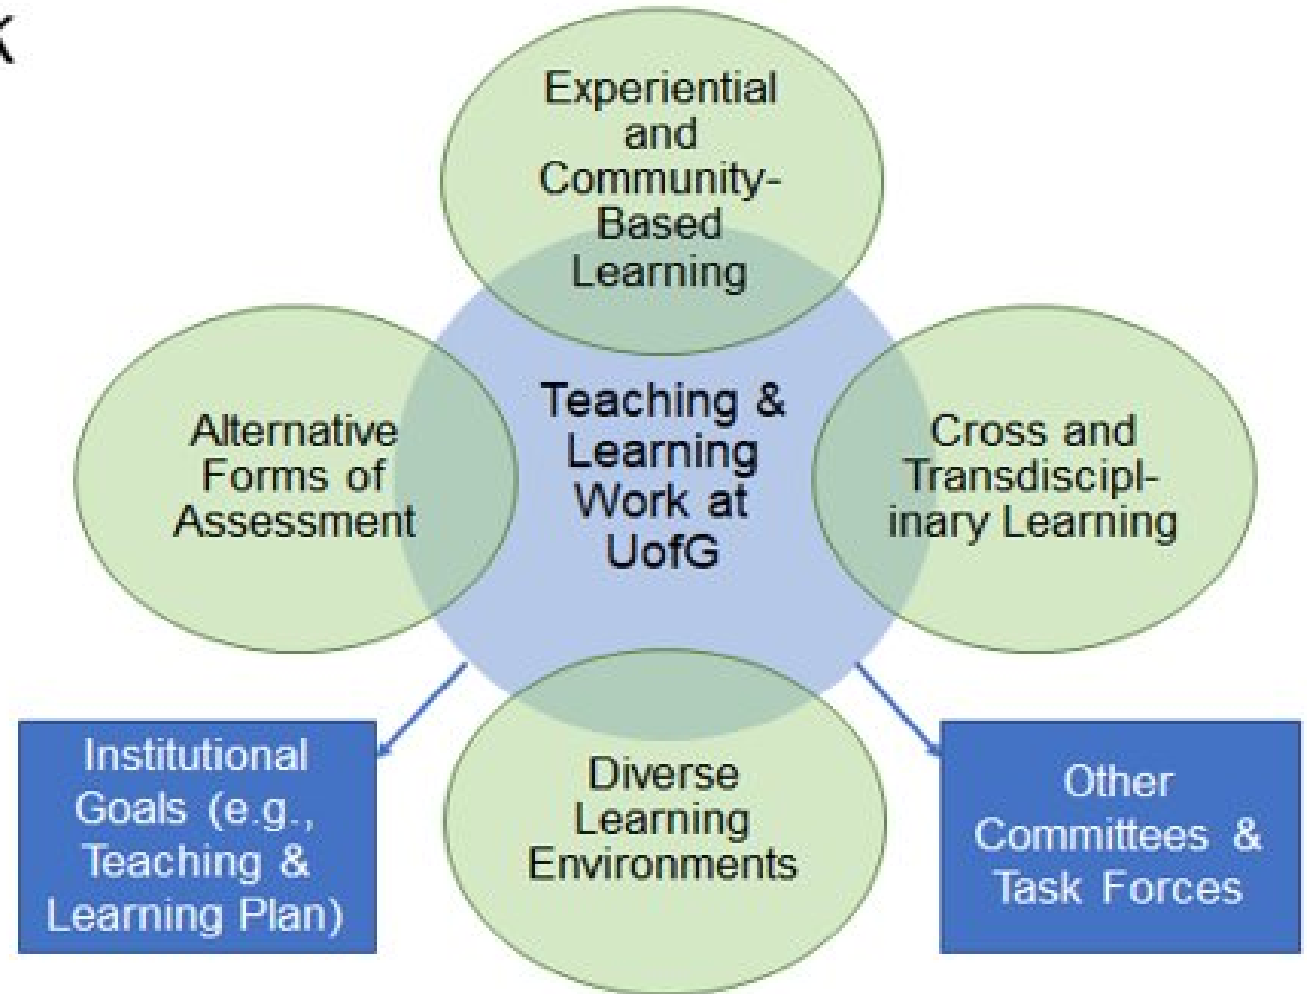 Experiential
and
Community-
Based
Learning
Alternative
Forms of
Assessment
Teaching &
Learning
Work at
UofG
Cross and
Transdiscipl-
inary Learning
Institutional
Goals (e.g.,
Teaching &
Learning Plan)
Diverse
Learning
Environments
Other
Committees &
Task Forces